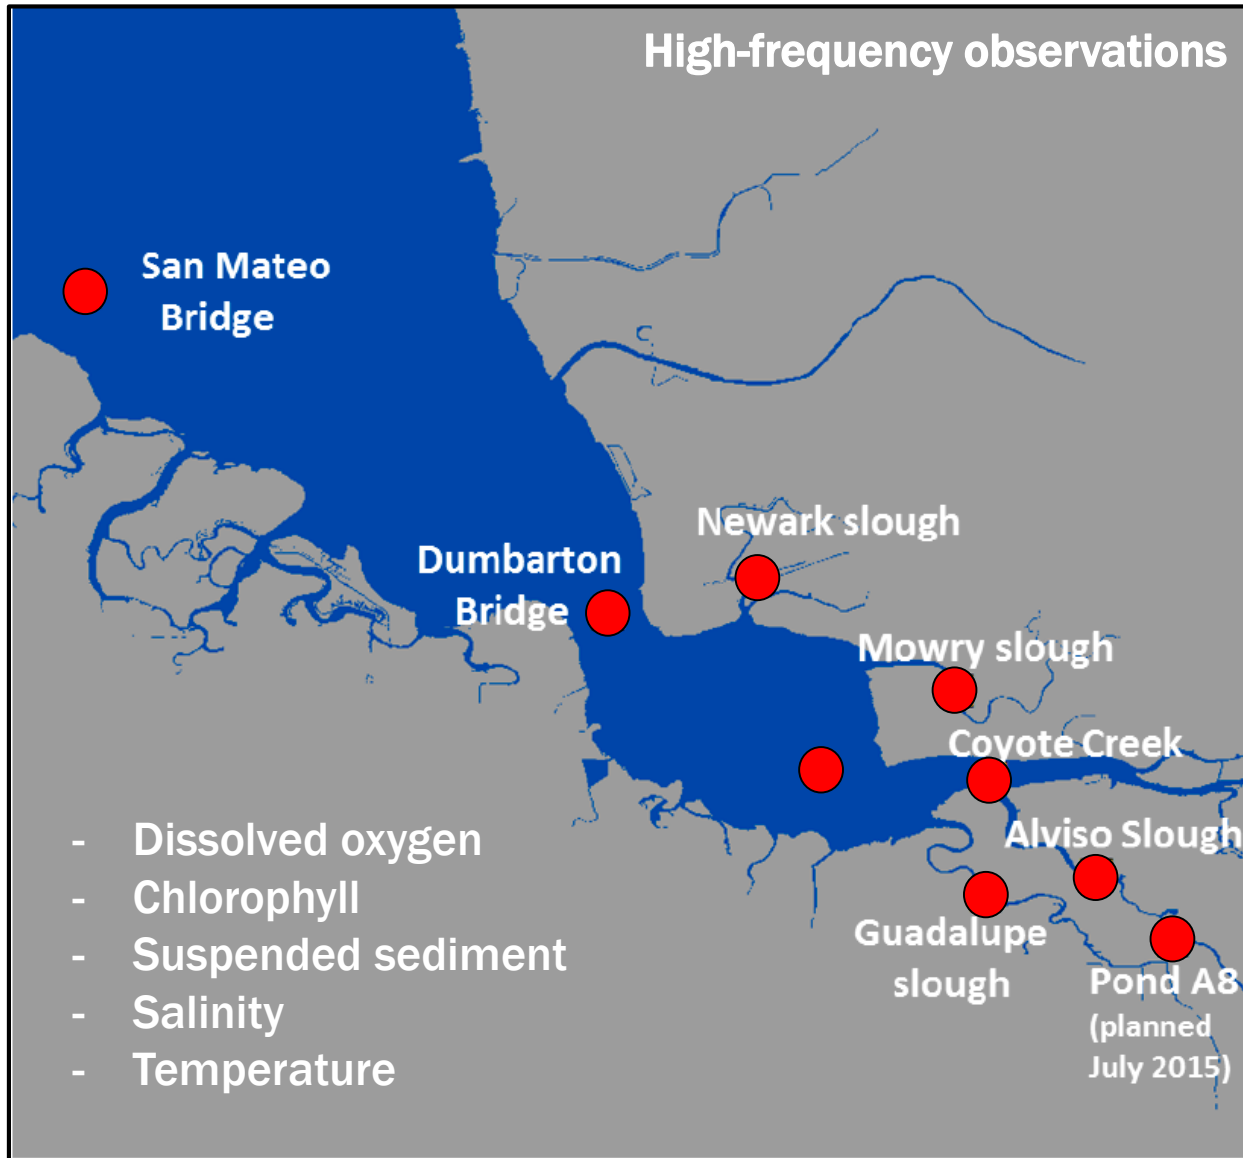 High-frequency observations
San Mateo
Bridge
Newark slough
Dumbarton
Bridge
Mowry slough
Coyote Creek
Alviso Slough
Guadalupe
slough
Pond A8
(planned
July 2015)
- Dissolved oxygen
- Chlorophyll
- Suspended sediment
- Salinity
- Temperature